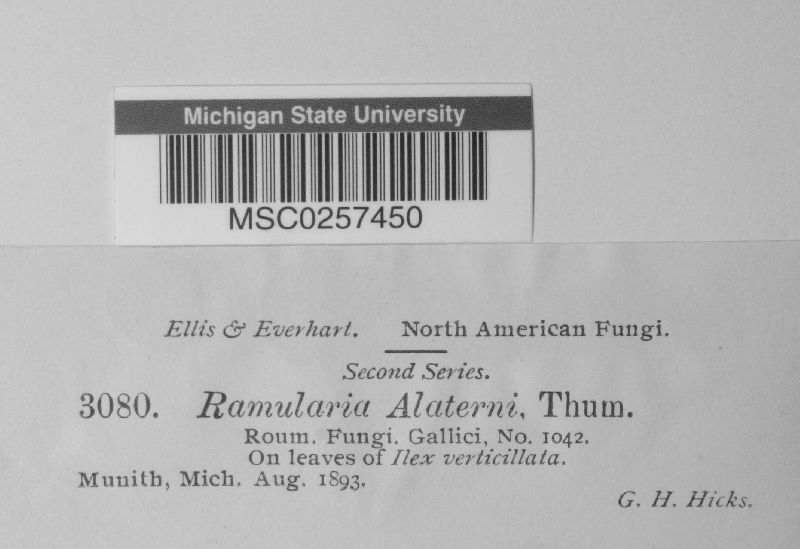 Michigan State University
MSC0257450
Ellis & Everhart. North American Fungi.
Second Series.
3080. Ramularia Alaterni, Thum.
Roum. Fungi. Gallici, No. 1042.
On leaves of Ilex verticillata.
Munith, Mich. Aug. 1893.
G. H. Hicks.